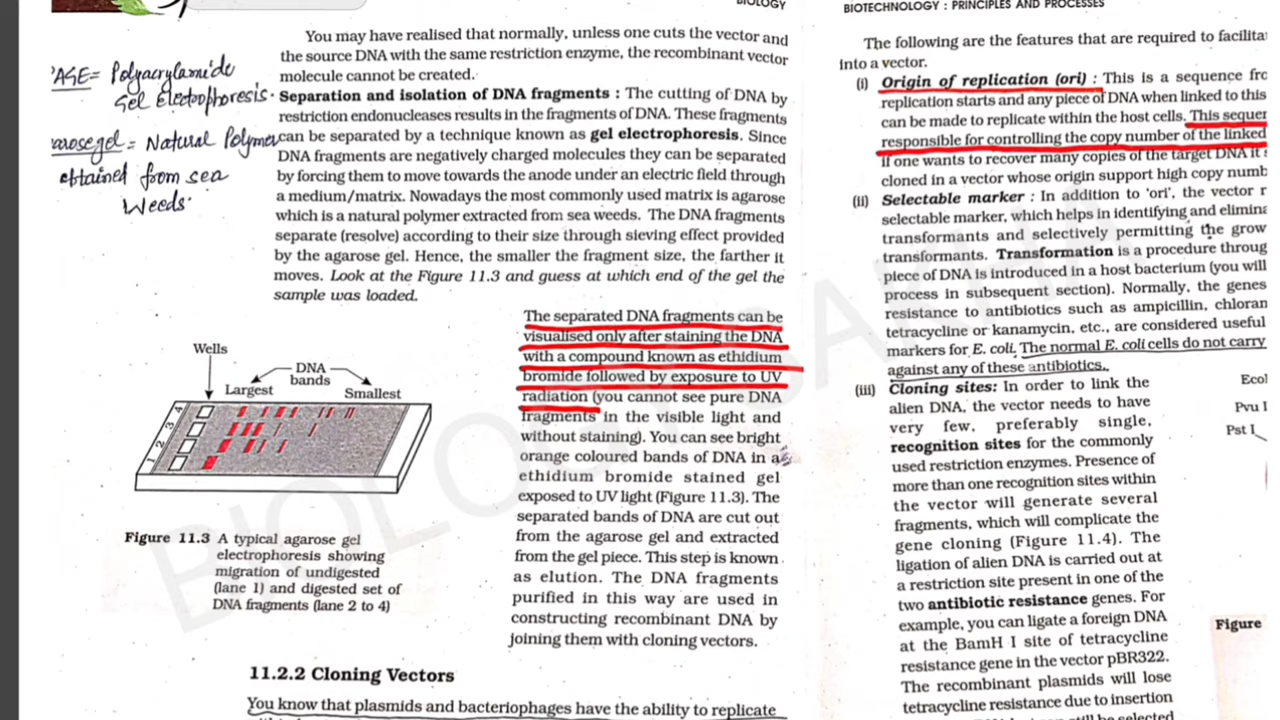 BIOLOGY
You may have realised that normally, unless one cuts the vector and
the source DNA with the same restriction enzyme, the recombinant vector
molecule cannot be created.
Separation and isolation of DNA fragments : The cutting of DNA by
restriction endonucleases results in the fragments of DNA. These fragments
can be separated by a technique known as gel electrophoresis. Since
DNA fragments are negatively charged molecules they can be separated
by forcing them to move towards the anode under an electric field through
a medium/matrix. Nowadays the most commonly used matrix is agarose
which is a natural polymer extracted from sea weeds. The DNA fragments
separate (resolve) according to their size through sieving effect provided
by the agarose gel. Hence, the smaller the fragment size, the farther it
moves. Look at the Figure 11.3 and guess at which end of the gel the
sample was loaded.
'AGE = Polyacrylamide
Gel Electophoresis.
arose gel = Natural Polymer
obtained from sea
Weeds.
The separated DNA fragments can be
visualised only after staining the DNA
with a compound known as ethidium
bromide followed by exposure to UV
radiation (you cannot see pure DNA
fragments in the visible light and
without staining). You can see bright
orange coloured bands of DNA in a
ethidium bromide stained gel
exposed to UV light (Figure 11.3). The
separated bands of DNA are cut out
from the agarose gel and extracted
from the gel piece. This step is known
as elution. The DNA fragments
purified in this way are used in
constructing recombinant DNA by
joining them with cloning vectors.
Wells
DNA
bands
Largest
Smallest
4
3
2
1
Figure 11.3 A typical agarose gel
electrophoresis showing
migration of undigested
(lane 1) and digested set of
DNA fragments (lane 2 to 4)
11.2.2 Cloning Vectors
You know that plasmids and bacteriophages have the ability to replicate
BIOTECHNOLOGY : PRINCIPLES AND PROCESSES
The following are the features that are required to facilita
into a vector.
(i) Origin of replication (ori) : This is a sequence fro
replication starts and any piece of DNA when linked to this
can be made to replicate within the host cells. This sequen
responsible for controlling the copy number of the linked
if one wants to recover many copies of the target DNA it s
cloned in a vector whose origin support high copy numb
(ii) Selectable marker : In addition to 'ori', the vector r
selectable marker, which helps in identifying and elimina
transformants and selectively permitting the grow
transformants. Transformation is a procedure throug
piece of DNA is introduced in a host bacterium (you will
process in subsequent section). Normally, the genes
resistance to antibiotics such as ampicillin, chloran
tetracycline or kanamycin, etc., are considered useful
markers for E. coli. The normal E. coli cells do not carry
against any of these antibiotics.
(iii) Cloning sites: In order to link the
alien DNA, the vector needs to have
very few, preferably single,
recognition sites for the commonly
used restriction enzymes. Presence of
more than one recognition sites within
the vector will generate several
fragments, which will complicate the
gene cloning (Figure 11.4). The
ligation of alien DNA is carried out at
a restriction site present in one of the
two antibiotic resistance genes. For
example, you can ligate a foreign DNA
at the BamH I site of tetracycline
resistance gene in the vector pBR322.
The recombinant plasmids will lose
tetracycline resistance due to insertion
Eco
Pvu I
Pst I
Figure
BIOLOGY SAKHA